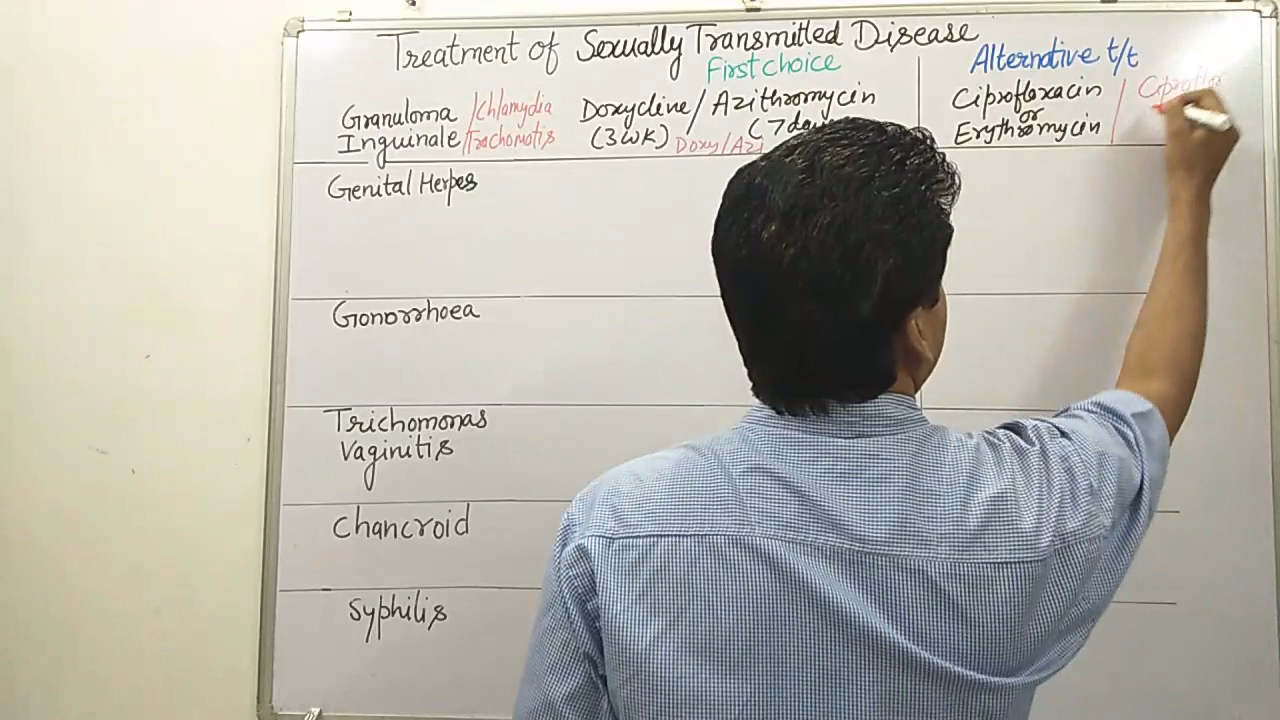 Treatment of Sexually Transmitted Disease
First choice
Alternative t/t
Granuloma /Chlamydia
Inguinale /Trachomatis
Doxycline / Azithromycin
(3WK) (7
Doxy/Azi
Ciprofloxacin
or
Erythromycin
Genital Herpes
Gonorrhoea
Trichomonas
Vaginitis
Chancroid
Syphilis